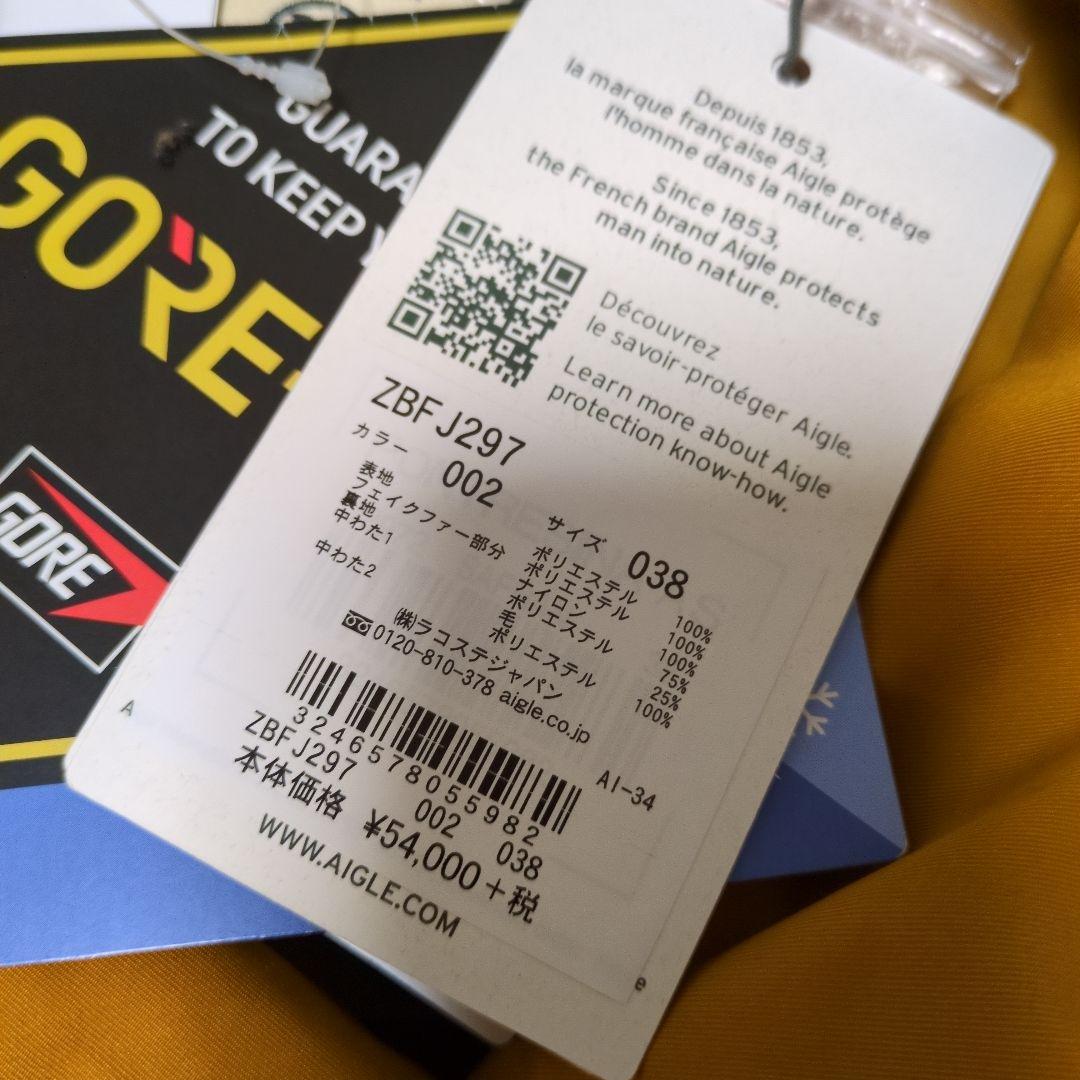 GUARA
TO KEEP
GORE
GORE
Depuis 1853,
la marque française Aigle protège
l'homme dans la nature.
Since 1853,
the French brand Aigle protects
man into nature.
Découvrez
le savoir-protéger Aigle.
Learn more about Aigle
protection know-how.
ZBFJ297
カラー 002 サイズ 038
表地 ポリエステル 100%
フェイクファー部分 ポリエステル 100%
裏地 ナイロン 100%
中わた1 ポリエステル 75%
毛 25%
中わた2 ポリエステル 100%
㈱ラコステジャパン
0120-810-378 aigle.co.jp
3246578055982
AI-34
ZBFJ297 002 038
本体価格 ¥54,000+税
WWW.AIGLE.COM
A
e